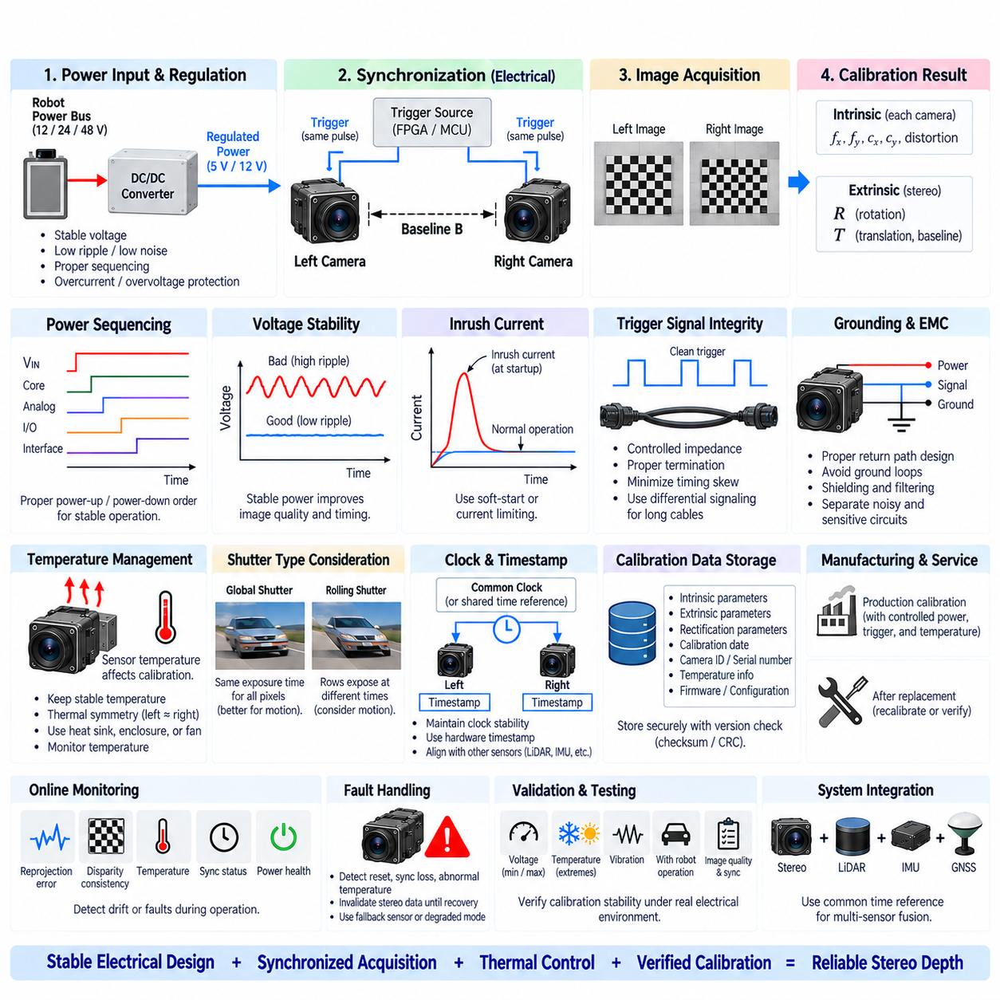 1. Power Input & Regulation
Robot
Power Bus
(12 / 24 / 48 V)
DC/DC
Converter
Regulated
Power
(5 V / 12 V)
• Stable voltage
• Low ripple / low noise
• Proper sequencing
• Overcurrent / overvoltage protection
2. Synchronization (Electrical)
Trigger Source
(FPGA / MCU)
Trigger
(same pulse)
Trigger
(same pulse)
Baseline B
Left Camera
Right Camera
3. Image Acquisition
Left Image
Right Image
4. Calibration Result
Intrinsic (each camera)
fx, fy, cx, cy, distortion
Extrinsic (stereo)
R (rotation)
T (translation, baseline)
Power Sequencing
VIN
Core
Analog
I/O
Interface
Time
Proper power-up / power-down order
for stable operation.
Voltage Stability
Voltage
Bad (high ripple)
Good (low ripple)
Time
Stable power improves
image quality and timing.
Inrush Current
Current
Inrush current
(at startup)
Normal operation
Time
Use soft-start or
current limiting.
Trigger Signal Integrity
Clean trigger
• Controlled impedance
• Proper termination
• Minimize timing skew
• Use differential signaling
for long cables
Grounding & EMC
Power
Signal
Ground
• Proper return path design
• Avoid ground loops
• Shielding and filtering
• Separate noisy and
sensitive circuits
Temperature Management
Sensor temperature
affects calibration.
• Keep stable temperature
• Thermal symmetry (left ≈ right)
• Use heat sink, enclosure, or fan
• Monitor temperature
Shutter Type Consideration
Global Shutter
Rolling Shutter
Same exposure time
for all pixels
(better for motion).
Rows expose at
different times
(consider motion).
Clock & Timestamp
Common Clock
(or shared time reference)
Left
Right
Timestamp
Timestamp
• Maintain clock stability
• Use hardware timestamp
• Align with other sensors (LiDAR, IMU, etc.)
Calibration Data Storage
• Intrinsic parameters
• Extrinsic parameters
• Rectification parameters
• Calibration date
• Camera ID / Serial number
• Temperature info
• Firmware / Configuration
Store securely with version check
(checksum / CRC).
Manufacturing & Service
Production calibration
(with controlled power,
trigger, and temperature)
After replacement
(recalibrate or verify)
Online Monitoring
Reprojection
error
Disparity
consistency
Temperature
Sync status
Power health
Detect drift or faults during operation.
Fault Handling
• Detect reset, sync loss, abnormal
temperature
• Invalidate stereo data until recovery
• Use fallback sensor or degraded mode
Validation & Testing
Voltage
(min / max)
Temperature
(extremes)
Vibration
With robot
operation
Image quality
& sync
Verify calibration stability under real electrical
environment.
System Integration
Stereo + LiDAR + IMU + GNSS
Use common time reference
for multi-sensor fusion.
Stable Electrical Design + Synchronized Acquisition + Thermal Control + Verified Calibration = Reliable Stereo Depth